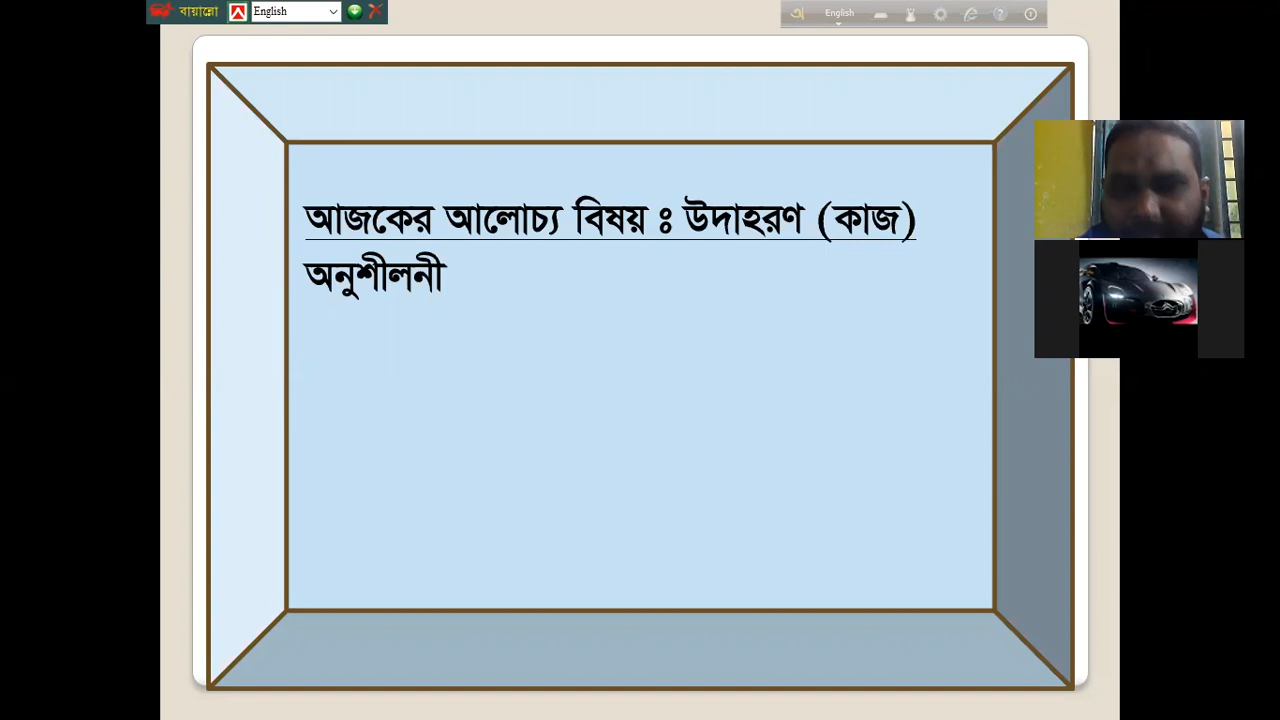 বায়ান্নো
English
English
আজকের আলোচ্য বিষয় ঃ উদাহরণ (কাজ)
অনুশীলনী